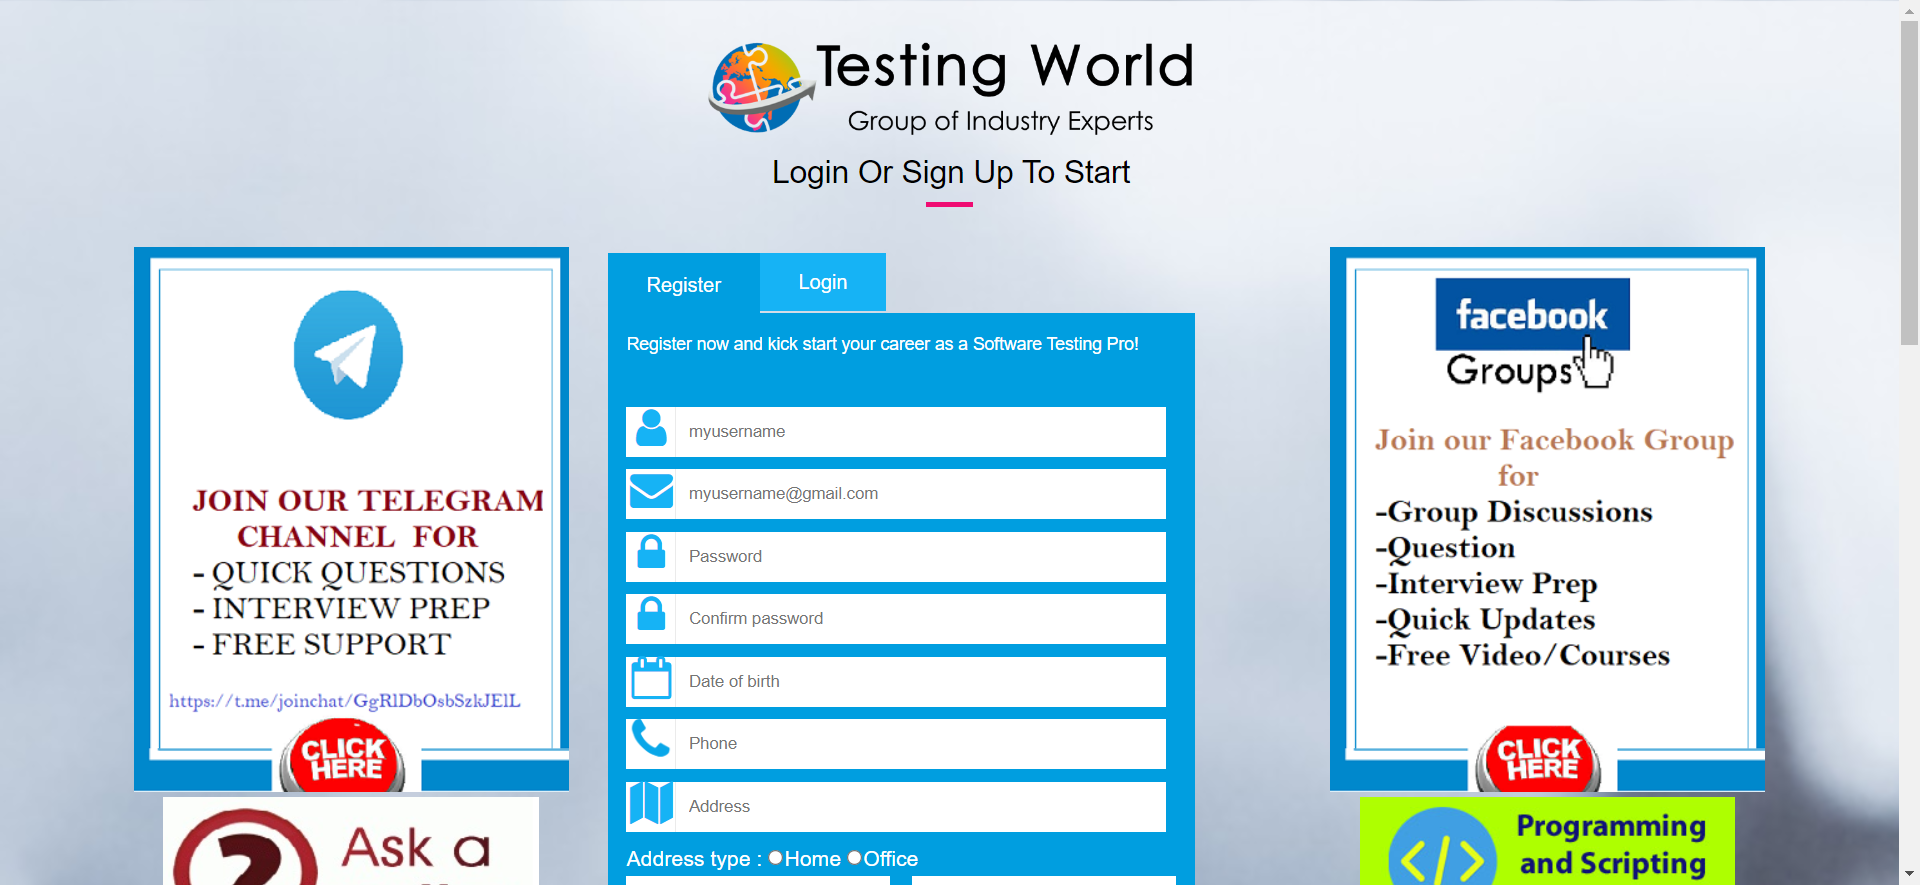 Testing World
Group of Industry Experts
Login Or Sign Up To Start
JOIN OUR TELEGRAM
CHANNEL FOR
- QUICK QUESTIONS
- INTERVIEW PREP
- FREE SUPPORT
https://t.me/joinchat/GgRlDbOsbSzkJElL
CLICK
HERE
Ask a
Register
Login
Register now and kick start your career as a Software Testing Pro!
myusername
myusername@gmail.com
Password
Confirm password
Date of birth
Phone
Address
Address type : Home Office
facebook
Groups
Join our Facebook Group
for
-Group Discussions
-Question
-Interview Prep
-Quick Updates
-Free Video/Courses
CLICK
HERE
Programming
and Scripting